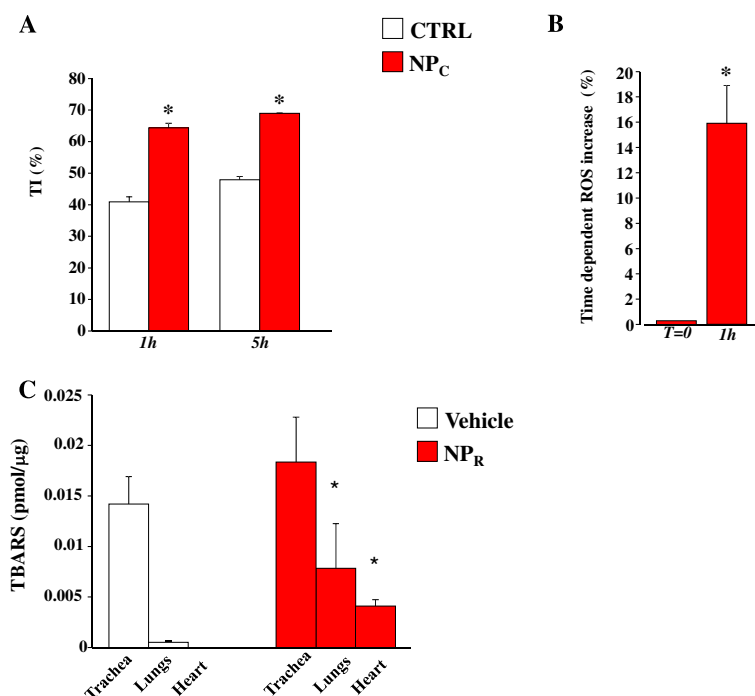 A
CTRL
NPC
B
80
70
60
50
40
30
20
10
0
TI (%)
*
*
1h
5h
20
18
16
14
12
10
8
6
4
2
0
Time dependent ROS increase (%)
*
T=0
1h
C
0.025
0.02
0.015
0.01
0.005
0
TBARS (pmol/μg)
Vehicle
NPR
*
*
Trachea
Lungs
Heart
Trachea
Lungs
Heart